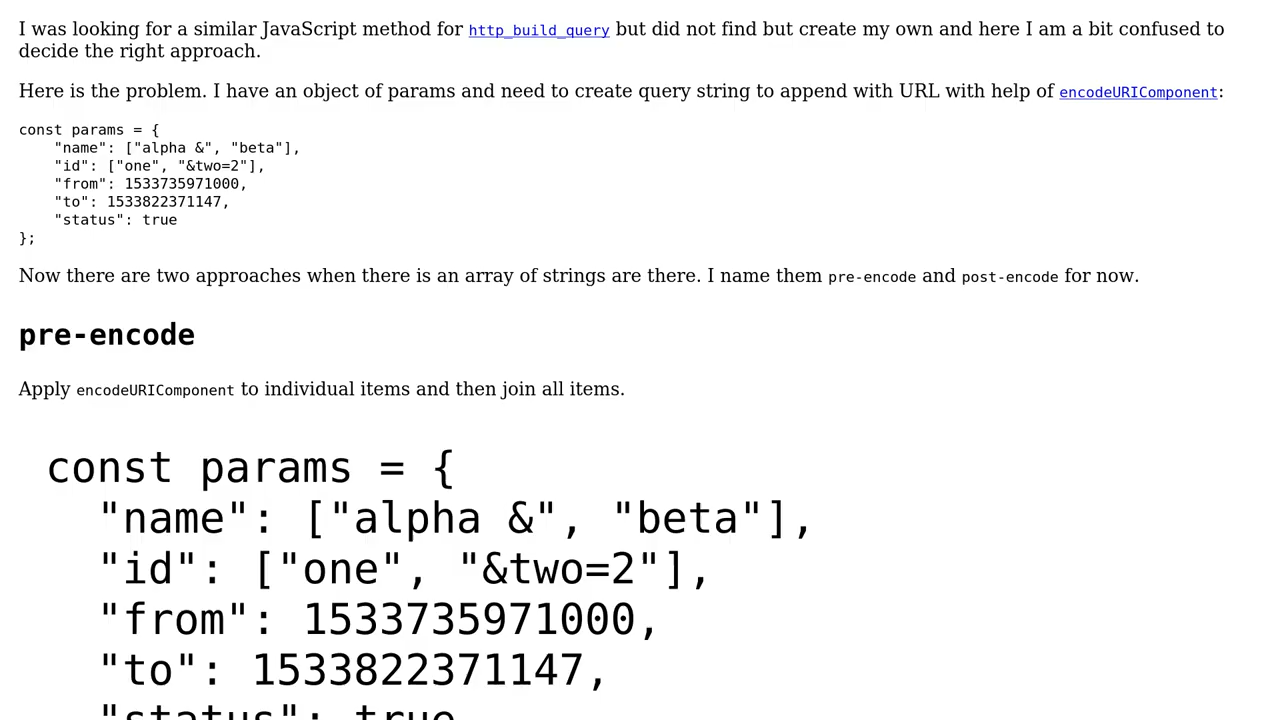 I was looking for a similar JavaScript method for http_build_query but did not find but create my own and here I am a bit confused to
decide the right approach.
Here is the problem. I have an object of params and need to create query string to append with URL with help of encodeURIComponent:
const params = {
    "name": ["alpha &", "beta"],
    "id": ["one", "&two=2"],
    "from": 1533735971000,
    "to": 1533822371147,
    "status": true
};
Now there are two approaches when there is an array of strings are there. I name them pre-encode and post-encode for now.
pre-encode
Apply encodeURIComponent to individual items and then join all items.
const params = {
  "name": ["alpha &", "beta"],
  "id": ["one", "&two=2"],
  "from": 1533735971000,
  "to": 1533822371147,
  "status": true